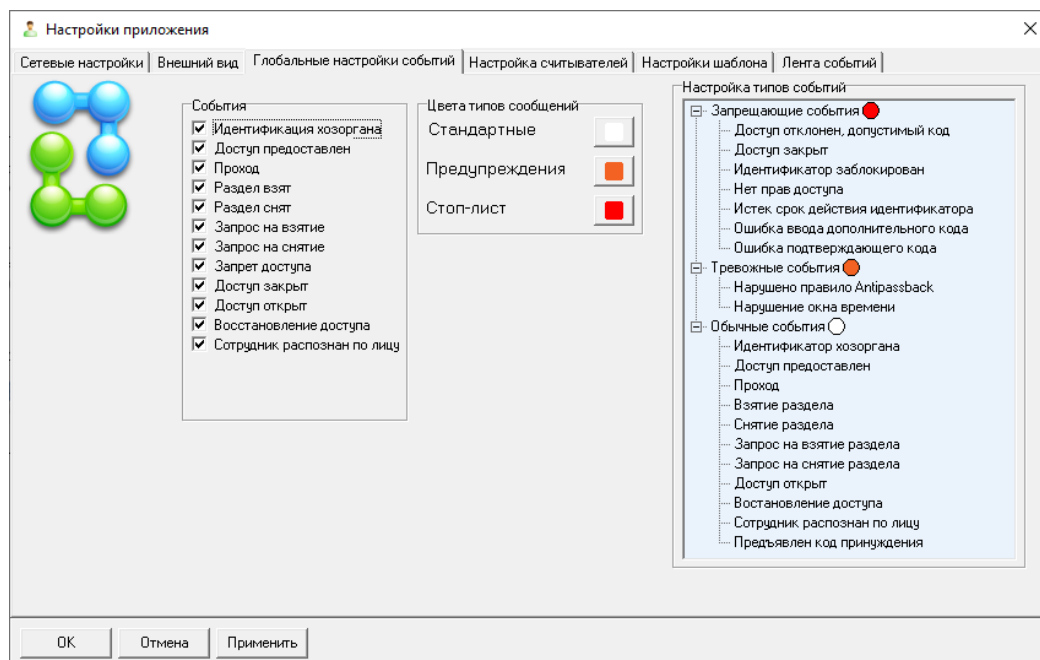 Настройки приложения
Сетевые настройки
Внешний вид
Глобальные настройки событий
Настройка считывателей
Настройки шаблона
Лента событий
События
Идентификация хозоргана
Доступ предоставлен
Проход
Раздел взят
Раздел снят
Запрос на взятие
Запрос на снятие
Запрет доступа
Доступ закрыт
Доступ открыт
Восстановление доступа
Сотрудник распознан по лицу
Цвета типов сообщений
Стандартные
Предупреждения
Стоп-лист
Настройка типов событий
Запрещающие события
Доступ отклонен, допустимый код
Доступ закрыт
Идентификатор заблокирован
Нет прав доступа
Истек срок действия идентификатора
Ошибка ввода дополнительного кода
Ошибка подтверждающего кода
Тревожные события
Нарушено правило Antipassback
Нарушение окна времени
Обычные события
Идентификатор хозоргана
Доступ предоставлен
Проход
Взятие раздела
Снятие раздела
Запрос на взятие раздела
Запрос на снятие раздела
Доступ открыт
Востановление доступа
Сотрудник распознан по лицу
Предъявлен код принуждения
OK
Отмена
Применить